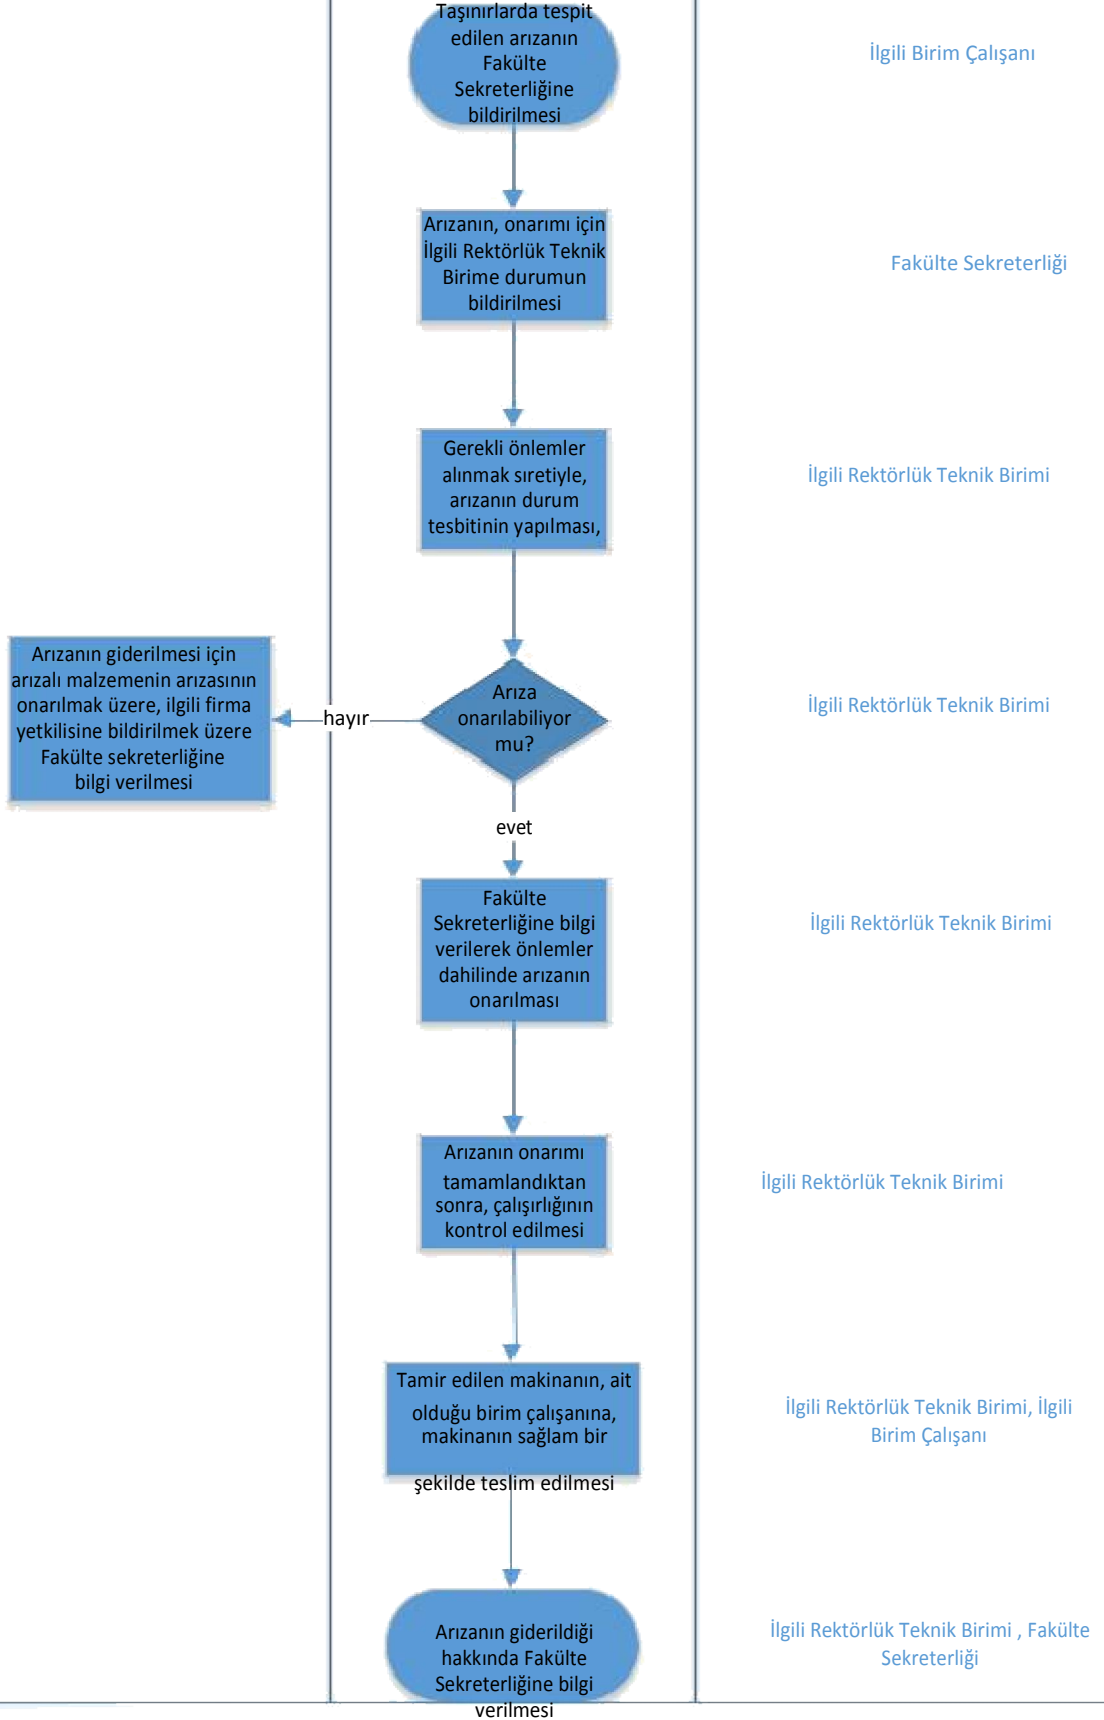 Taşınırlarda tespit
edilen arızanın
Fakülte
Sekreterliğine
bildirilmesi
İlgili Birim Çalışanı
Arızanın, onarımı için
İlgili Rektörlük Teknik
Birime durumun
bildirilmesi
Fakülte Sekreterliği
Gerekli önlemler
alınmak sıretiyle,
arızanın durum
tesbitinin yapılması,
İlgili Rektörlük Teknik Birimi
Arızanın giderilmesi için
arızalı malzemenin arızasının
onarılmak üzere, ilgili firma
yetkilisine bildirilmek üzere
Fakülte sekreterliğine
bilgi verilmesi
hayır
Arıza
onarılabiliyor
mu?
İlgili Rektörlük Teknik Birimi
evet
Fakülte
Sekreterliğine bilgi
verilerek önlemler
dahilinde arızanın
onarılması
İlgili Rektörlük Teknik Birimi
Arızanın onarımı
tamamlandıktan
sonra, çalışırlığının
kontrol edilmesi
İlgili Rektörlük Teknik Birimi
Tamir edilen makinanın, ait
olduğu birim çalışanına,
makinanın sağlam bir
şekilde teslim edilmesi
İlgili Rektörlük Teknik Birimi, İlgili
Birim Çalışanı
Arızanın giderildiği
hakkında Fakülte
Sekreterliğine bilgi
verilmesi
İlgili Rektörlük Teknik Birimi , Fakülte
Sekreterliği